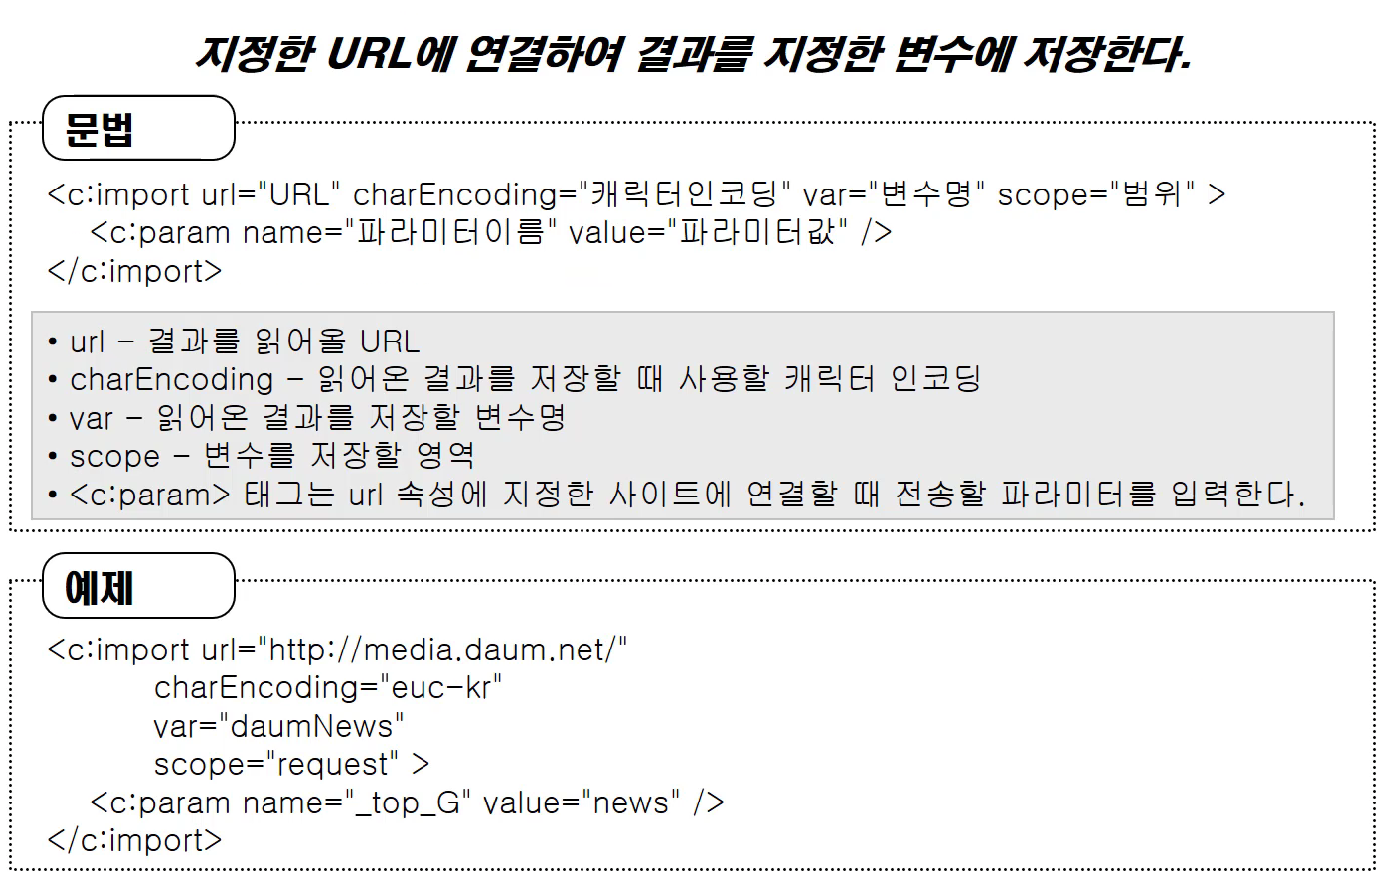 지정한 URL에 연결하여 결과를 지정한 변수에 저장한다.
문법
<c:import url="URL" charEncoding="캐릭터인코딩" var="변수명" scope="범위" >
<c:param name="파라미터이름" value="파라미터값" />
</c:import>
• url – 결과를 읽어올 URL
• charEncoding – 읽어온 결과를 저장할 때 사용할 캐릭터 인코딩
• var – 읽어온 결과를 저장할 변수명
• scope – 변수를 저장할 영역
• <c:param> 태그는 url 속성에 지정한 사이트에 연결할 때 전송할 파라미터를 입력한다.
예제
<c:import url="http://media.daum.net/"
charEncoding="euc-kr"
var="daumNews"
scope="request" >
<c:param name="_top_G" value="news" />
</c:import>